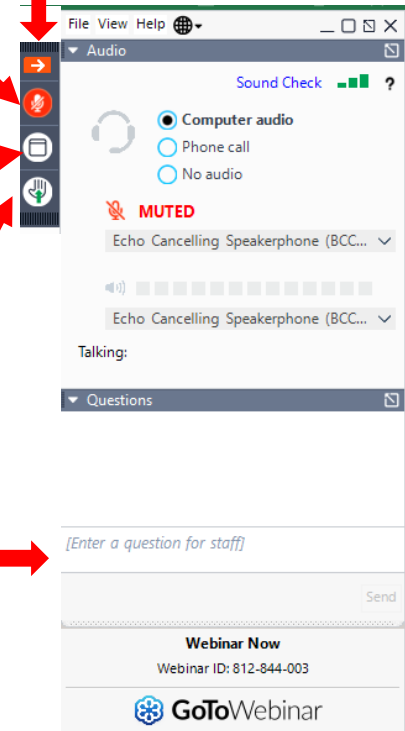 File View Help
Audio
Sound Check ?
Computer audio
Phone call
No audio
MUTED
Echo Cancelling Speakerphone (BCC...
Echo Cancelling Speakerphone (BCC...
Talking:
Questions
[Enter a question for staff]
Send
Webinar Now
Webinar ID: 812-844-003
GoToWebinar